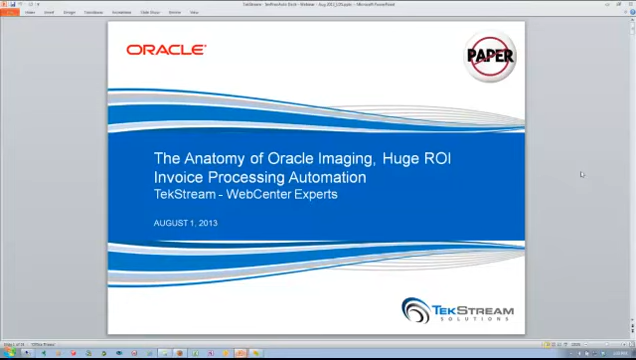 ORACLE
PAPER
The Anatomy of Oracle Imaging, Huge ROI
Invoice Processing Automation
TekStream - WebCenter Experts
AUGUST 1, 2013
TEKSTREAM
SOLUTIONS